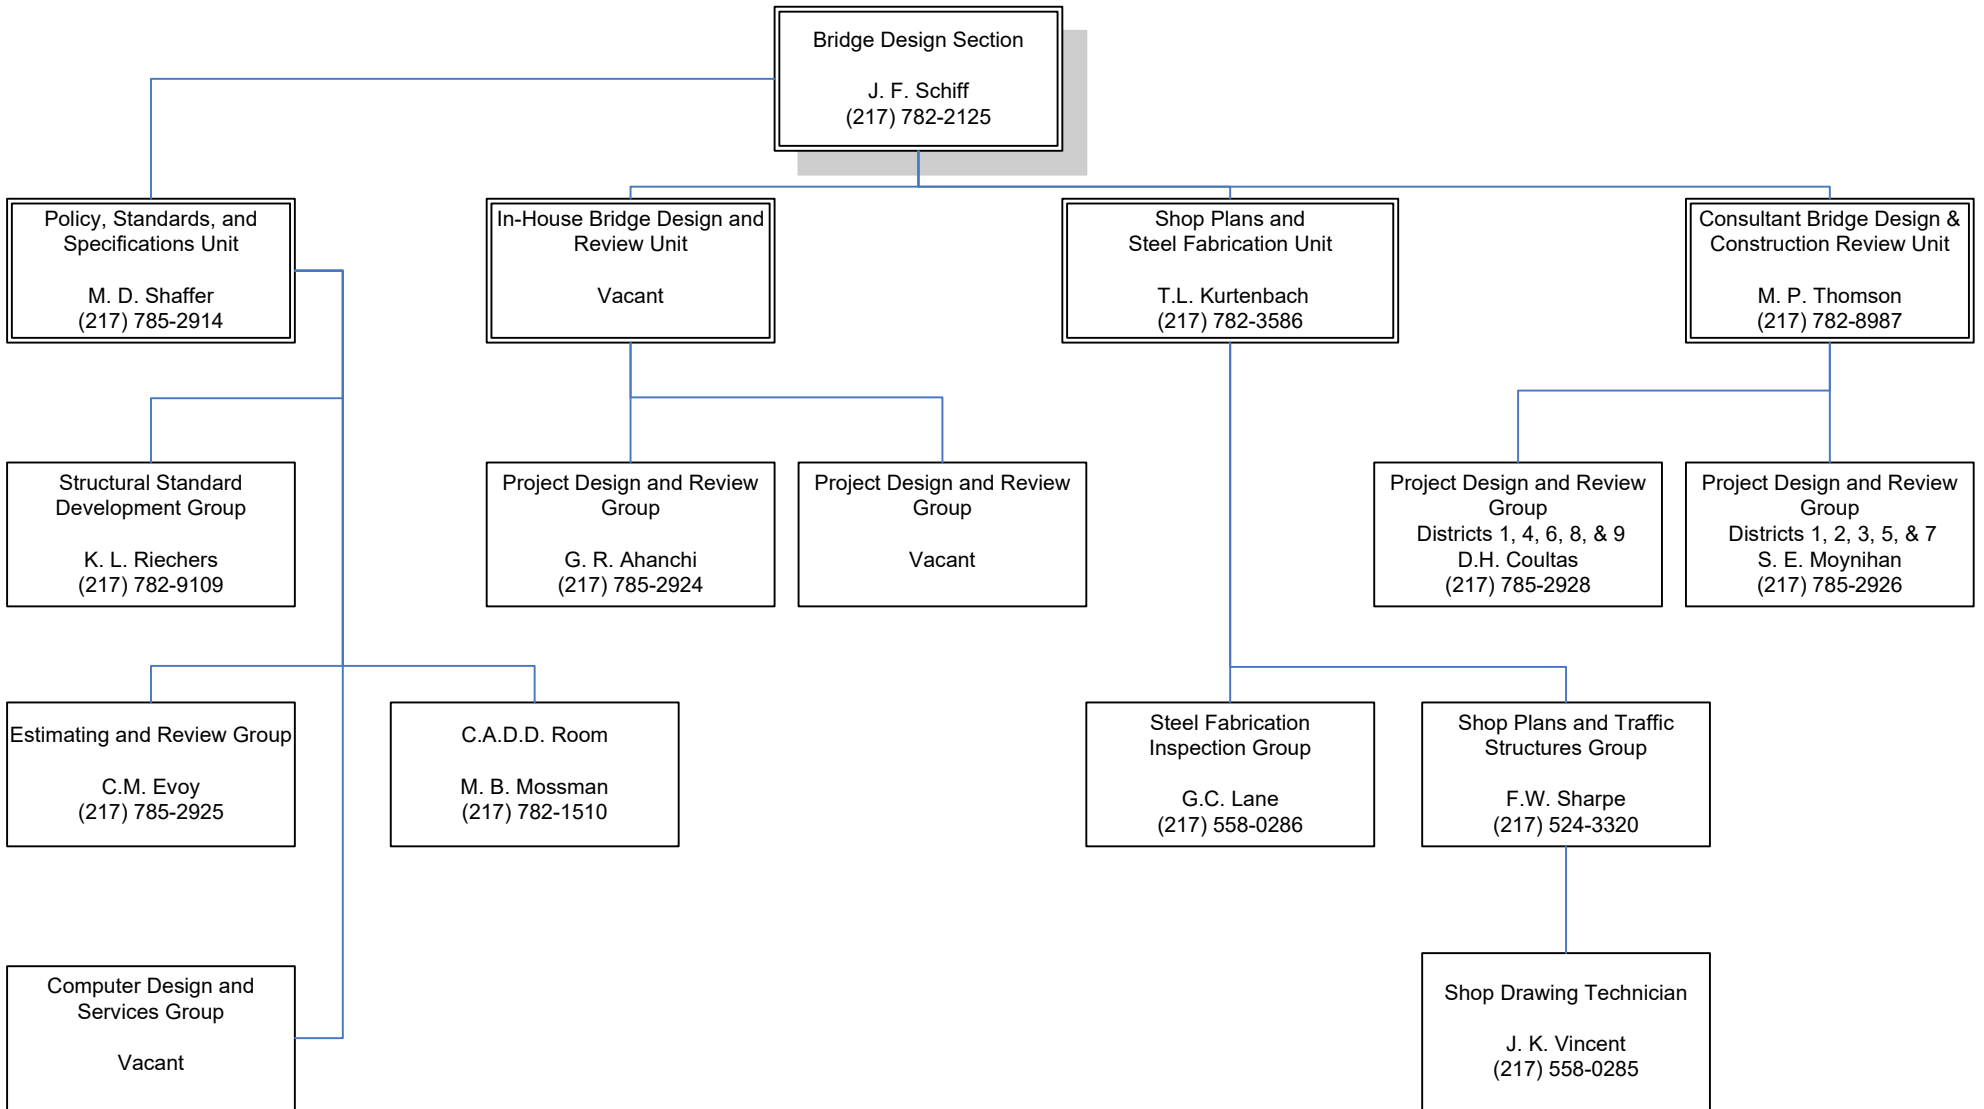 Bridge Design Section
J. F. Schiff
(217) 782-2125
Policy, Standards, and
Specifications Unit
M. D. Shaffer
(217) 785-2914
In-House Bridge Design and
Review Unit
Vacant
Shop Plans and
Steel Fabrication Unit
T.L. Kurtenbach
(217) 782-3586
Consultant Bridge Design &
Construction Review Unit
M. P. Thomson
(217) 782-8987
Structural Standard
Development Group
K. L. Riechers
(217) 782-9109
Project Design and Review
Group
G. R. Ahanchi
(217) 785-2924
Project Design and Review
Group
Vacant
Project Design and Review
Group
Districts 1, 4, 6, 8, & 9
D.H. Coultas
(217) 785-2928
Project Design and Review
Group
Districts 1, 2, 3, 5, & 7
S. E. Moynihan
(217) 785-2926
Estimating and Review Group
C.M. Evoy
(217) 785-2925
C.A.D.D. Room
M. B. Mossman
(217) 782-1510
Steel Fabrication
Inspection Group
G.C. Lane
(217) 558-0286
Shop Plans and Traffic
Structures Group
F.W. Sharpe
(217) 524-3320
Computer Design and
Services Group
Vacant
Shop Drawing Technician
J. K. Vincent
(217) 558-0285